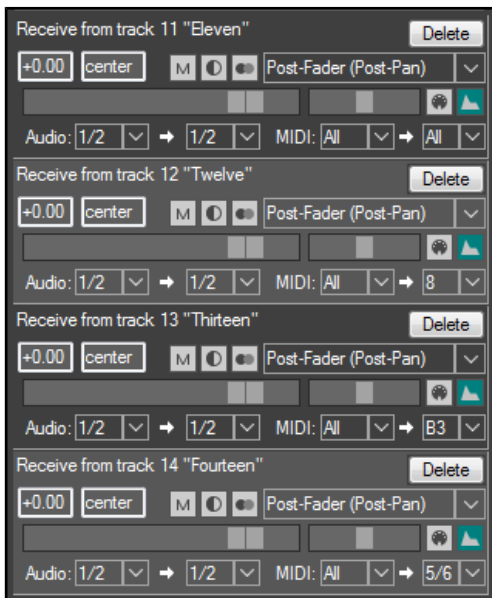 Receive from track 11 "Eleven" Delete
+0.00 center M Post-Fader (Post-Pan)
Audio: 1/2 → 1/2 MIDI: All → All
Receive from track 12 "Twelve" Delete
+0.00 center M Post-Fader (Post-Pan)
Audio: 1/2 → 1/2 MIDI: All → 8
Receive from track 13 "Thirteen" Delete
+0.00 center M Post-Fader (Post-Pan)
Audio: 1/2 → 1/2 MIDI: All → B3
Receive from track 14 "Fourteen" Delete
+0.00 center M Post-Fader (Post-Pan)
Audio: 1/2 → 1/2 MIDI: All → 5/6